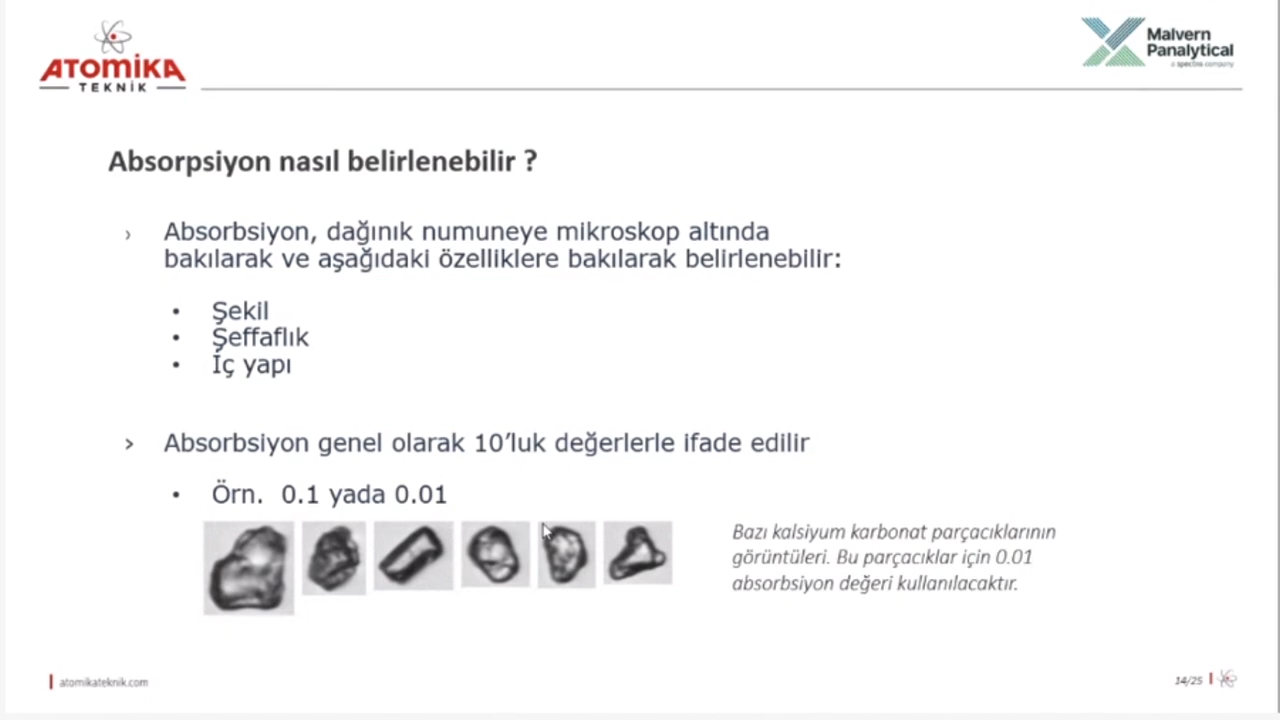 ATOMİKA
TEKNİK
Malvern
Panalytical
a spectris company
Absorpsiyon nasıl belirlenebilir ?
› Absorbsiyon, dağınık numuneye mikroskop altında
bakılarak ve aşağıdaki özelliklere bakılarak belirlenebilir:
• Şekil
• Şeffaflık
• İç yapı
› Absorbsiyon genel olarak 10’luk değerlerle ifade edilir
• Örn. 0.1 yada 0.01
Bazı kalsiyum karbonat parçacıklarının
görüntüleri. Bu parçacıklar için 0.01
absorbsiyon değeri kullanılacaktır.
atomikateknik.com
14/25